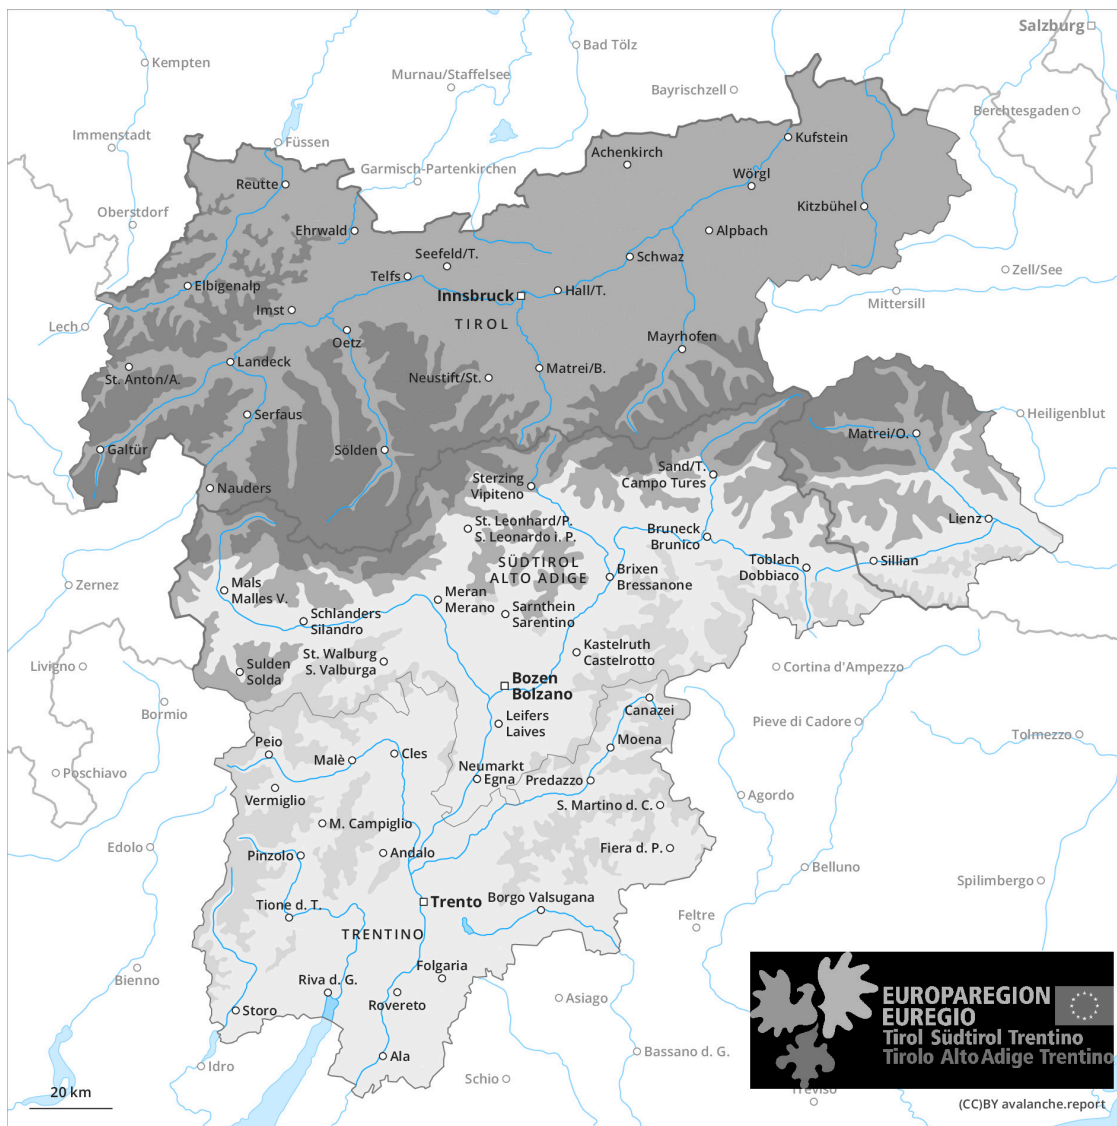 Salzburg
Bad Tölz
Kempten
Murnau/Staffelsee
Bayrischzell
Berchtesgaden
Immenstadt
Füssen
Kufstein
Achenkirch
Garmisch-Partenkirchen
Wörgl
Reutte
Kitzbühel
Oberstdorf
Ehrwald
Alpbach
Seefeld/T.
Schwaz
Telfs
Zell/See
Elbigenalp
Innsbruck
Hall/T.
Mittersill
Imst
Lech
TIROL
Oetz
Mayrhofen
Landeck
Matrei/B.
St. Anton/A.
Neustift/St.
Serfaus
Heiligenblut
Matrei/O.
Galtür
Sölden
Sand/T.
Campo Tures
Sterzing
Vipiteno
Nauders
Lienz
St. Leonhard/P.
S. Leonardo i. P.
Bruneck
Brunico
SÜDTIROL
ALTO ADIGE
Toblach
Dobbiaco
Sillian
Brixen
Bressanone
Zernez
Mals
Malles V.
Meran
Merano
Sarnthein
Sarentino
Schlanders
Silandro
Kastelruth
Castelrotto
St. Walburg
S. Valburga
Livigno
Sulden
Solda
Cortina d'Ampezzo
Bozen
Bolzano
Canazei
Bormio
Leifers
Laives
Pieve di Cadore
Tolmezzo
Peio
Moena
Cles
Malè
Neumarkt
Egna
Poschiavo
Predazzo
Vermiglio
Agordo
S. Martino d. C.
M. Campiglio
Edolo
Fiera d. P.
Pinzolo
Andalo
Belluno
Spilimbergo
Borgo Valsugana
Trento
Tione d. T.
Feltre
TRENTINO
Folgaria
Bienno
Riva d. G.
Rovereto
Asiago
Storo
EUROPAREGION
EUREGIO
Tirol Südtirol Trentino
Tirolo Alto Adige Trentino
Ala
Bassano d. G.
Idro
Schio
Treviso
20 km
(CC)BY avalanche.report